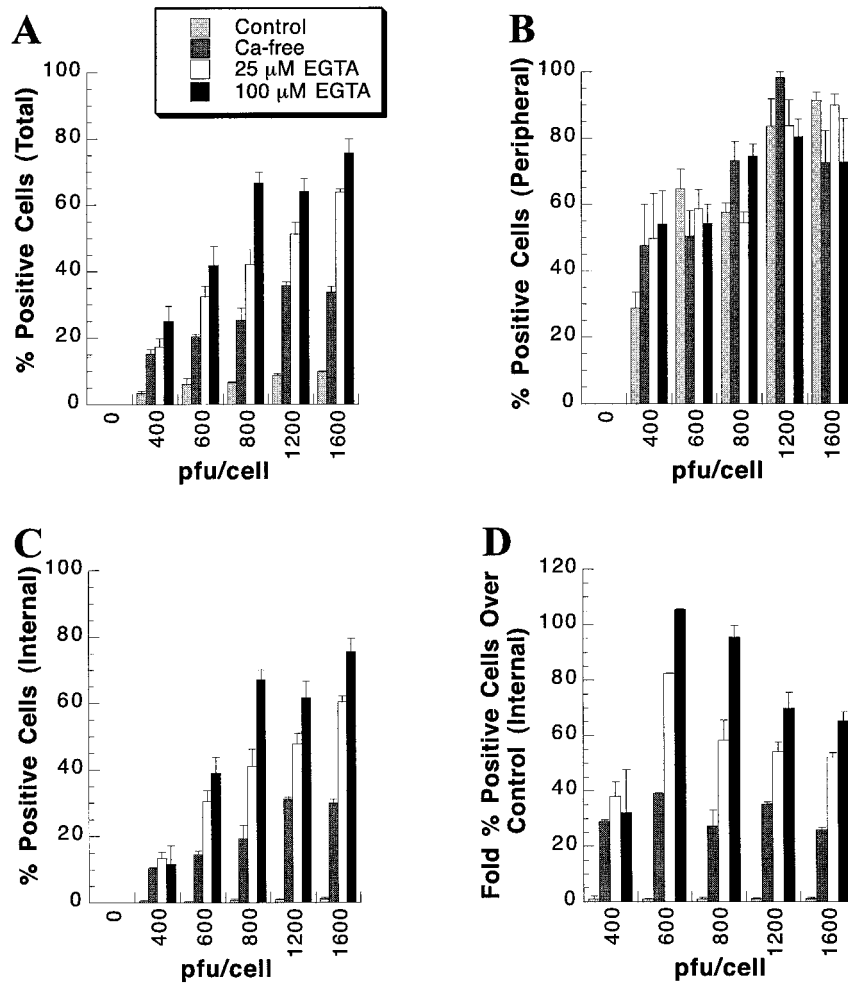 A
Control
Ca-free
25 µM EGTA
100 µM EGTA
% Positive Cells (Total)
100
80
60
40
20
0
0
400
600
800
1200
1600
pfu/cell
B
% Positive Cells (Peripheral)
100
80
60
40
20
0
0
400
600
800
1200
1600
pfu/cell
C
% Positive Cells (Internal)
100
80
60
40
20
0
0
400
600
800
1200
1600
pfu/cell
D
Fold % Positive Cells Over
Control (Internal)
120
100
80
60
40
20
0
400
600
800
1200
1600
pfu/cell